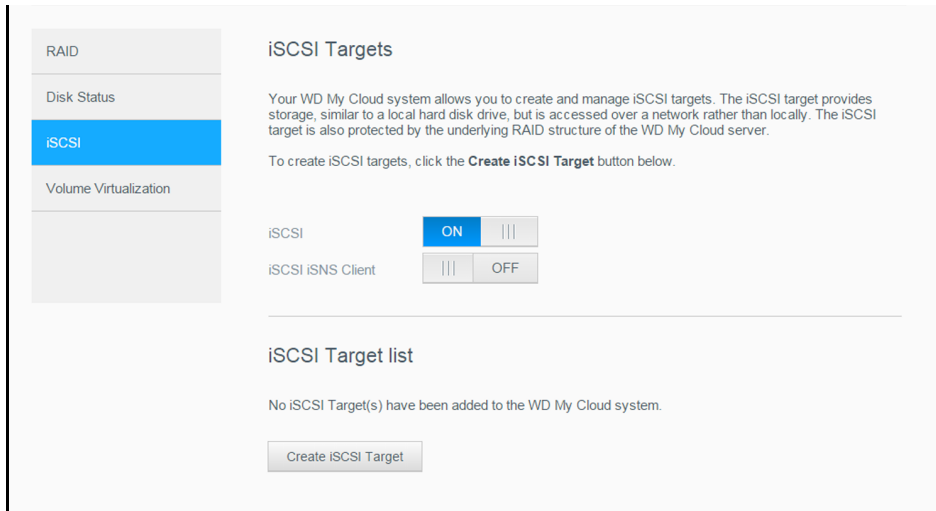 RAID
Disk Status
iSCSI
Volume Virtualization
iSCSI Targets
Your WD My Cloud system allows you to create and manage iSCSI targets. The iSCSI target provides
storage, similar to a local hard disk drive, but is accessed over a network rather than locally. The iSCSI
target is also protected by the underlying RAID structure of the WD My Cloud server.
To create iSCSI targets, click the Create iSCSI Target button below.
iSCSI ON
iSCSI iSNS Client OFF
iSCSI Target list
No iSCSI Target(s) have been added to the WD My Cloud system.
Create iSCSI Target